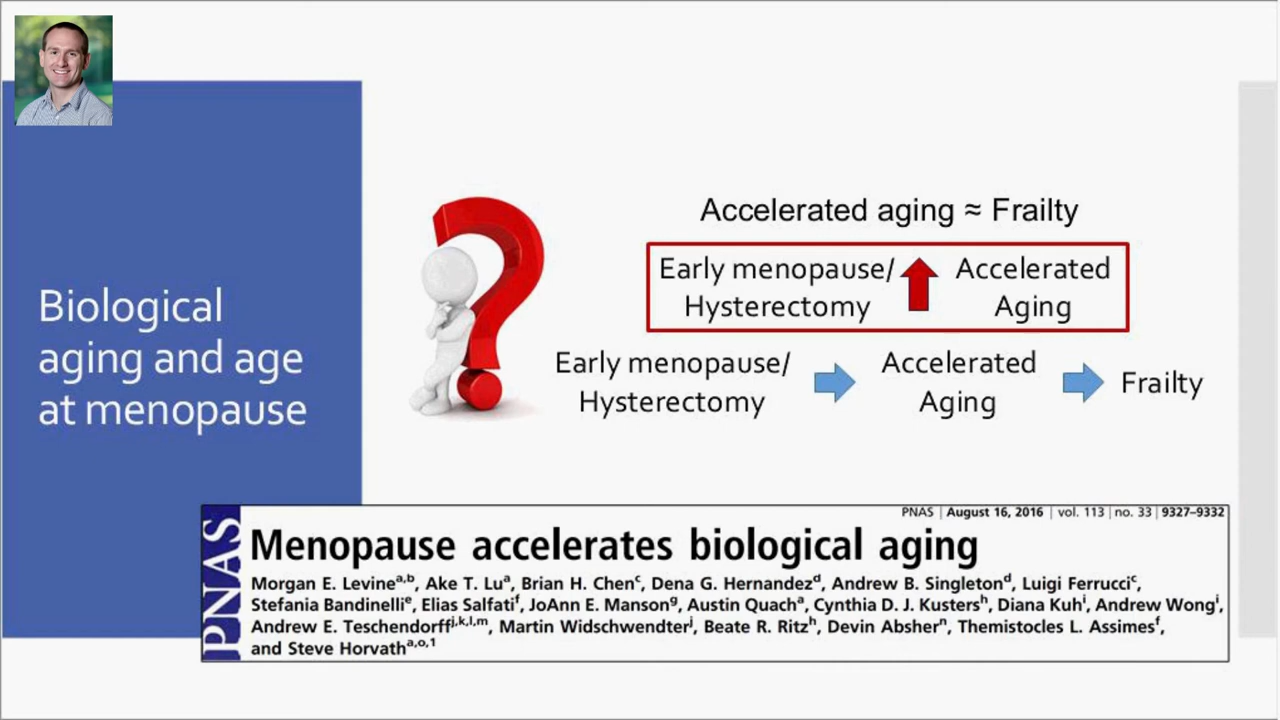 Biological
aging and age
at menopause
Accelerated aging ≈ Frailty
Early menopause/ Accelerated
Hysterectomy Aging
Early menopause/ Accelerated
Hysterectomy Aging Frailty
PNAS | August 16, 2016 | vol. 113 | no. 33 | 9327–9332
PNAS
Menopause accelerates biological aging
Morgan E. Levineᵃ,ᵇ, Ake T. Luᵃ, Brian H. Chenᶜ, Dena G. Hernandezᵈ, Andrew B. Singletonᵈ, Luigi Ferrucciᶜ,
Stefania Bandinelliᵉ, Elias Salfatiᶠ, JoAnn E. Mansonᵍ, Austin Quachᵃ, Cynthia D. J. Kustersʰ, Diana Kuhⁱ, Andrew Wongⁱ,
Andrew E. Teschendorffʲ,ᵏ,ˡ,ᵐ, Martin Widschwendterʲ, Beate R. Ritzʰ, Devin Absherⁿ, Themistocles L. Assimesᶠ,
and Steve Horvathᵃ,ᵒ,¹